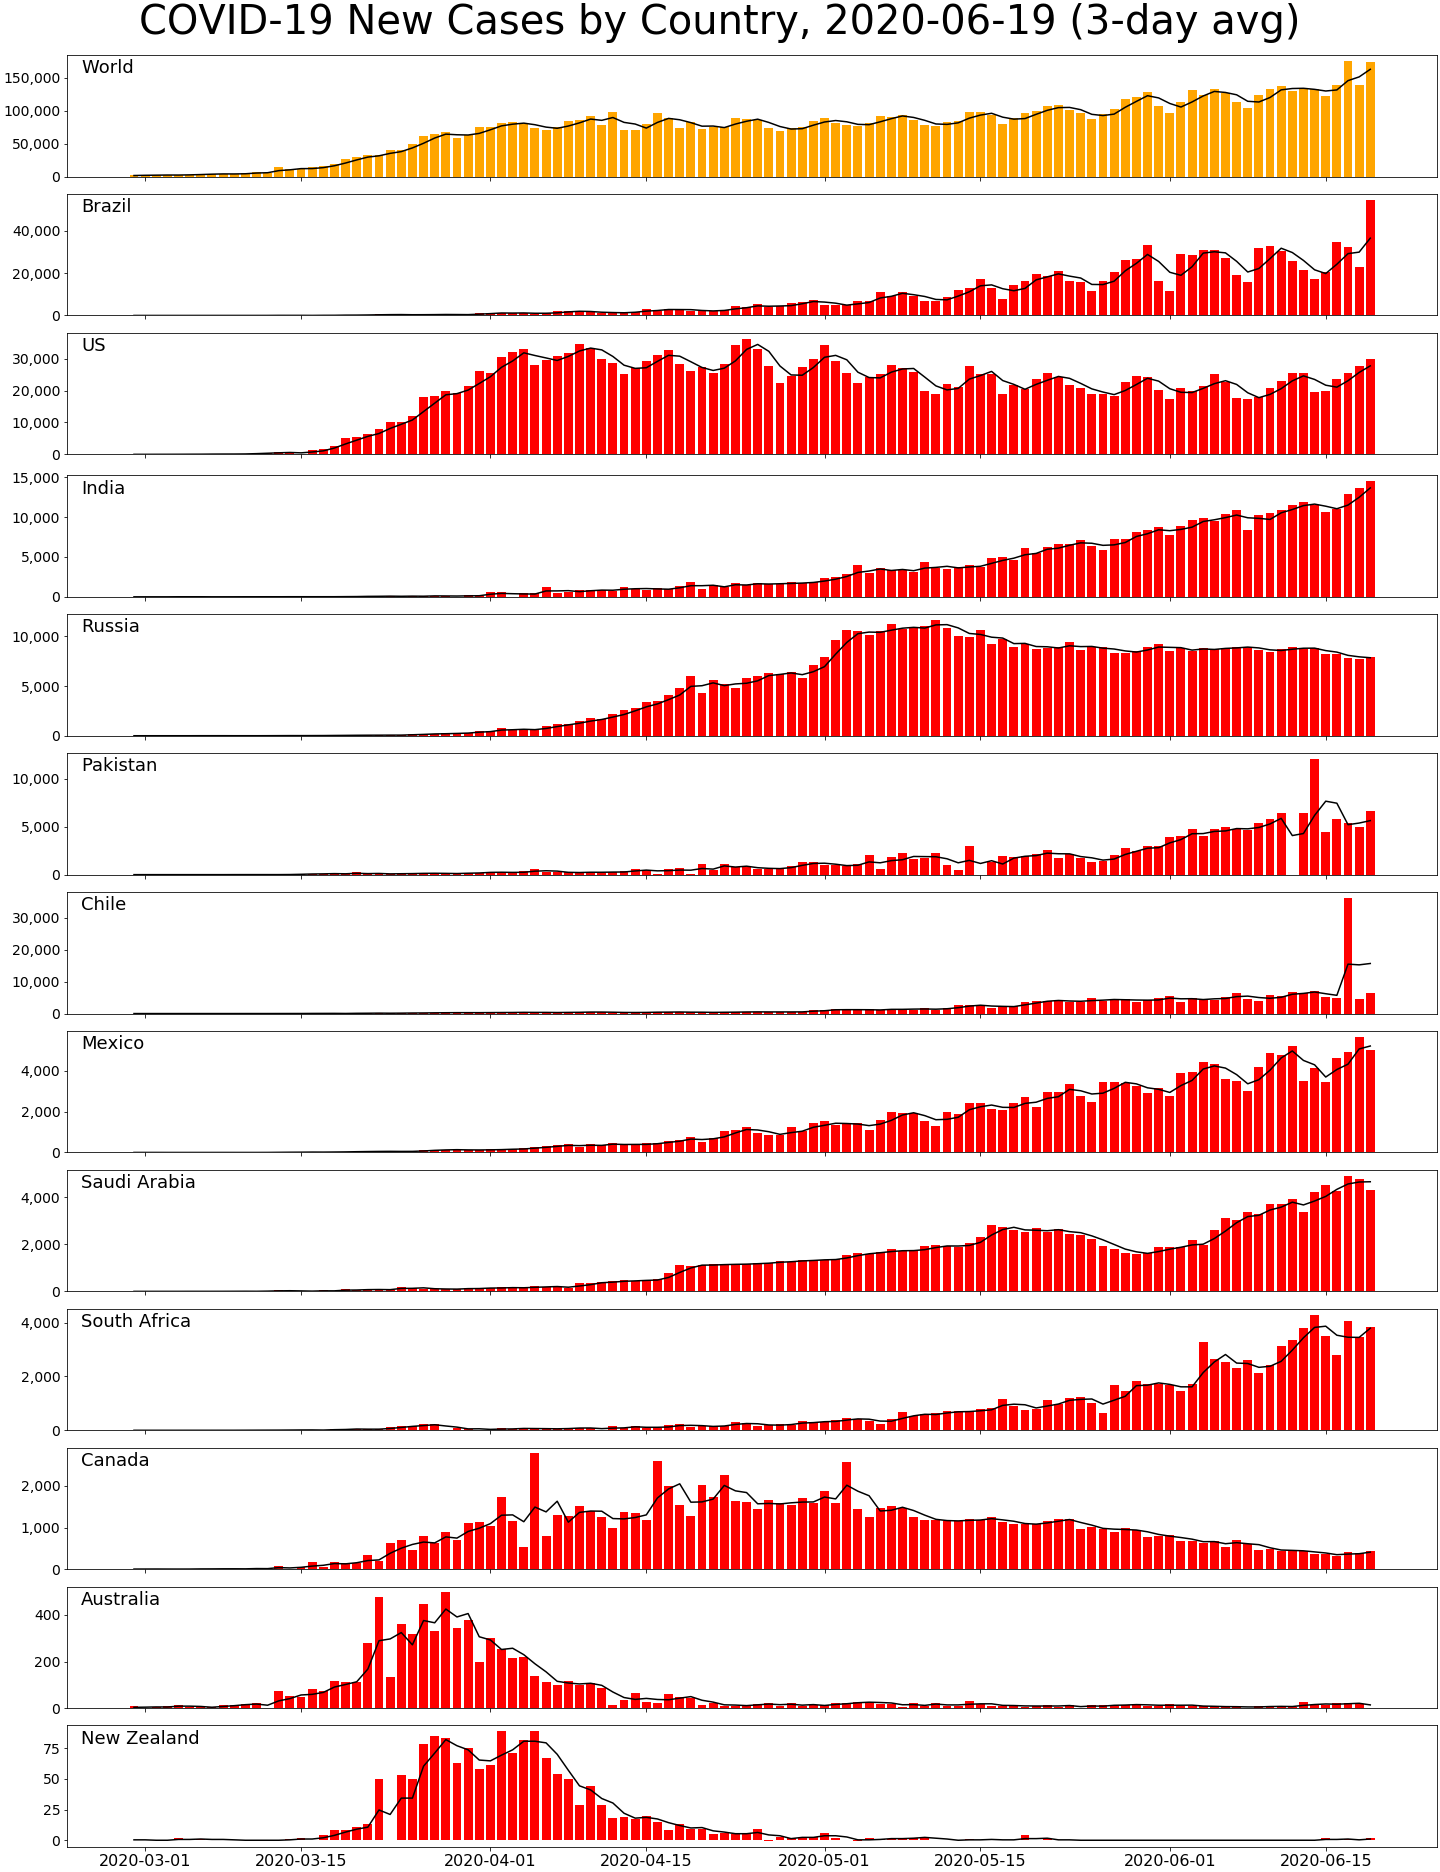 COVID-19 New Cases by Country, 2020-06-19 (3-day avg)
World
150,000
100,000
50,000
0
Brazil
40,000
20,000
0
US
30,000
20,000
10,000
0
India
15,000
10,000
5,000
0
Russia
10,000
5,000
0
Pakistan
10,000
5,000
0
Chile
30,000
20,000
10,000
0
Mexico
4,000
2,000
0
Saudi Arabia
4,000
2,000
0
South Africa
4,000
2,000
0
Canada
2,000
1,000
0
Australia
400
200
0
New Zealand
75
50
25
0
2020-03-01 2020-03-15 2020-04-01 2020-04-15 2020-05-01 2020-05-15 2020-06-01 2020-06-15